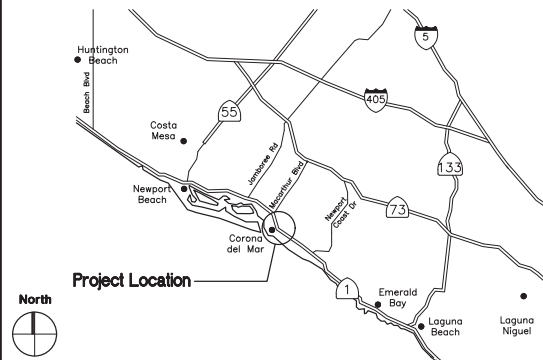 Huntington
Beach
Beach Blvd
5
405
55
Costa
Mesa
Jamboree Rd
Macarthur Blvd
133
Newport
Beach
Newport
Coast Dr
73
Corona
del Mar
Project Location
1
Emerald
Bay
North
Laguna
Beach
Laguna
Niguel